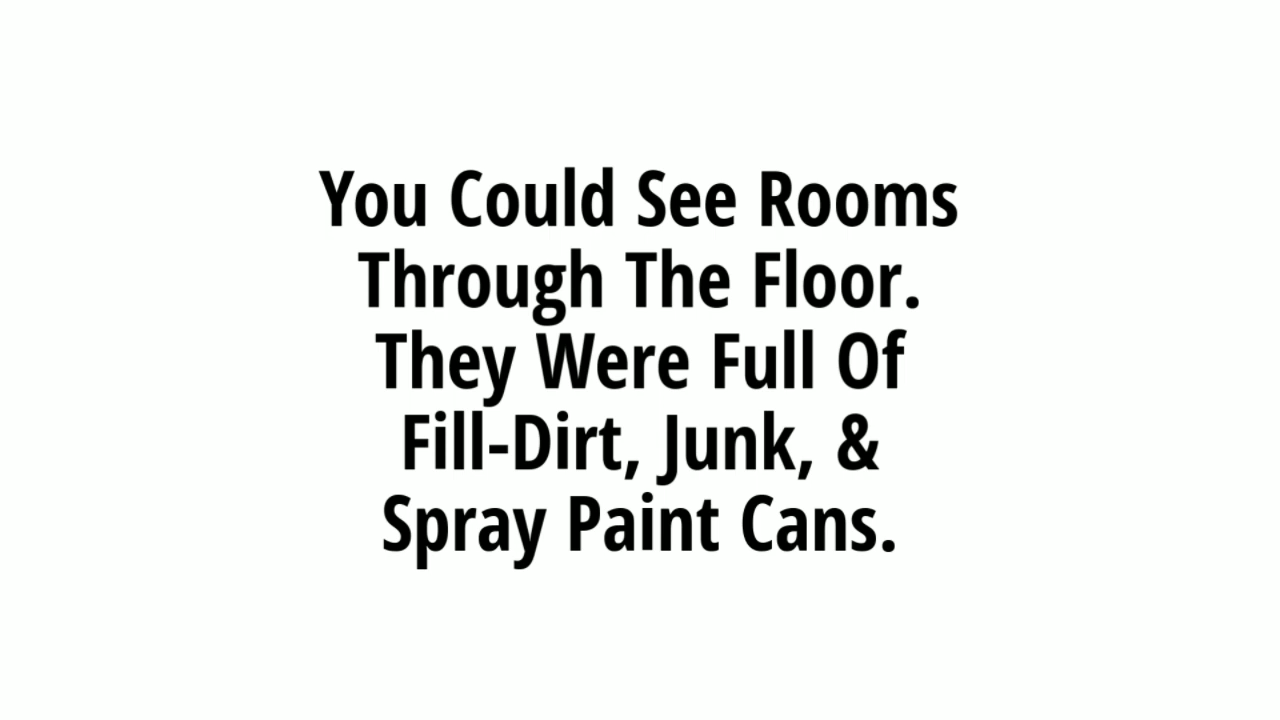 You Could See Rooms
Through The Floor.
They Were Full Of
Fill-Dirt, Junk, &
Spray Paint Cans.